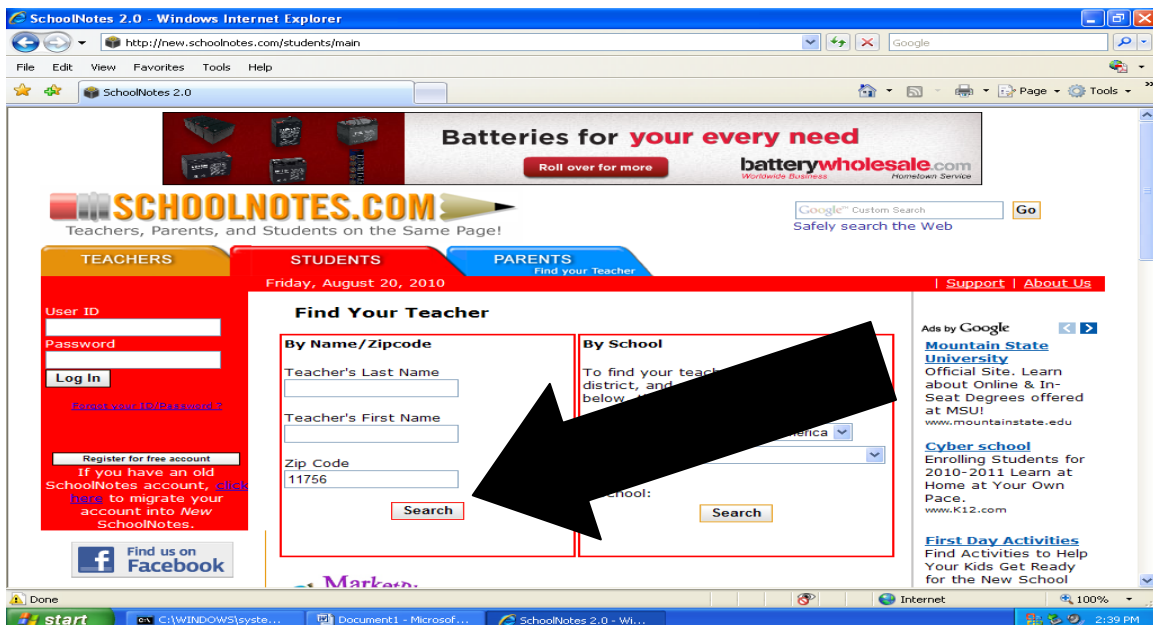 SchoolNotes 2.0 - Windows Internet Explorer
http://new.schoolnotes.com/students/main
Google
File Edit View Favorites Tools Help
SchoolNotes 2.0
Page Tools
Batteries for your every need
Roll over for more
batterywholesale.com
Worldwide Business Hometown Service
SCHOOLNOTES.COM
Teachers, Parents, and Students on the Same Page!
Google™ Custom Search
Go
Safely search the Web
TEACHERS
STUDENTS
PARENTS
Find your Teacher
Friday, August 20, 2010
| Support | About Us
User ID
Password
Log In
Forgot your ID/Password ?
Register for free account
If you have an old
SchoolNotes account, click
here to migrate your
account into New
SchoolNotes.
Find us on
Facebook
Find Your Teacher
By Name/Zipcode
Teacher's Last Name
Teacher's First Name
Zip Code
11756
Search
By School
To find your
district, and
below.
School:
Search
Ads by Google
Mountain State
University
Official Site. Learn
about Online & In-
Seat Degrees offered
at MSU!
www.mountainstate.edu
Cyber school
Enrolling Students for
2010-2011 Learn at
Home at Your Own
Pace.
www.K12.com
First Day Activities
Find Activities to Help
Your Kids Get Ready
for the New School
Done
Internet
100%
start
C:\WINDOWS\syste...
Document1 - Microsof...
SchoolNotes 2.0 - Wi...
2:39 PM